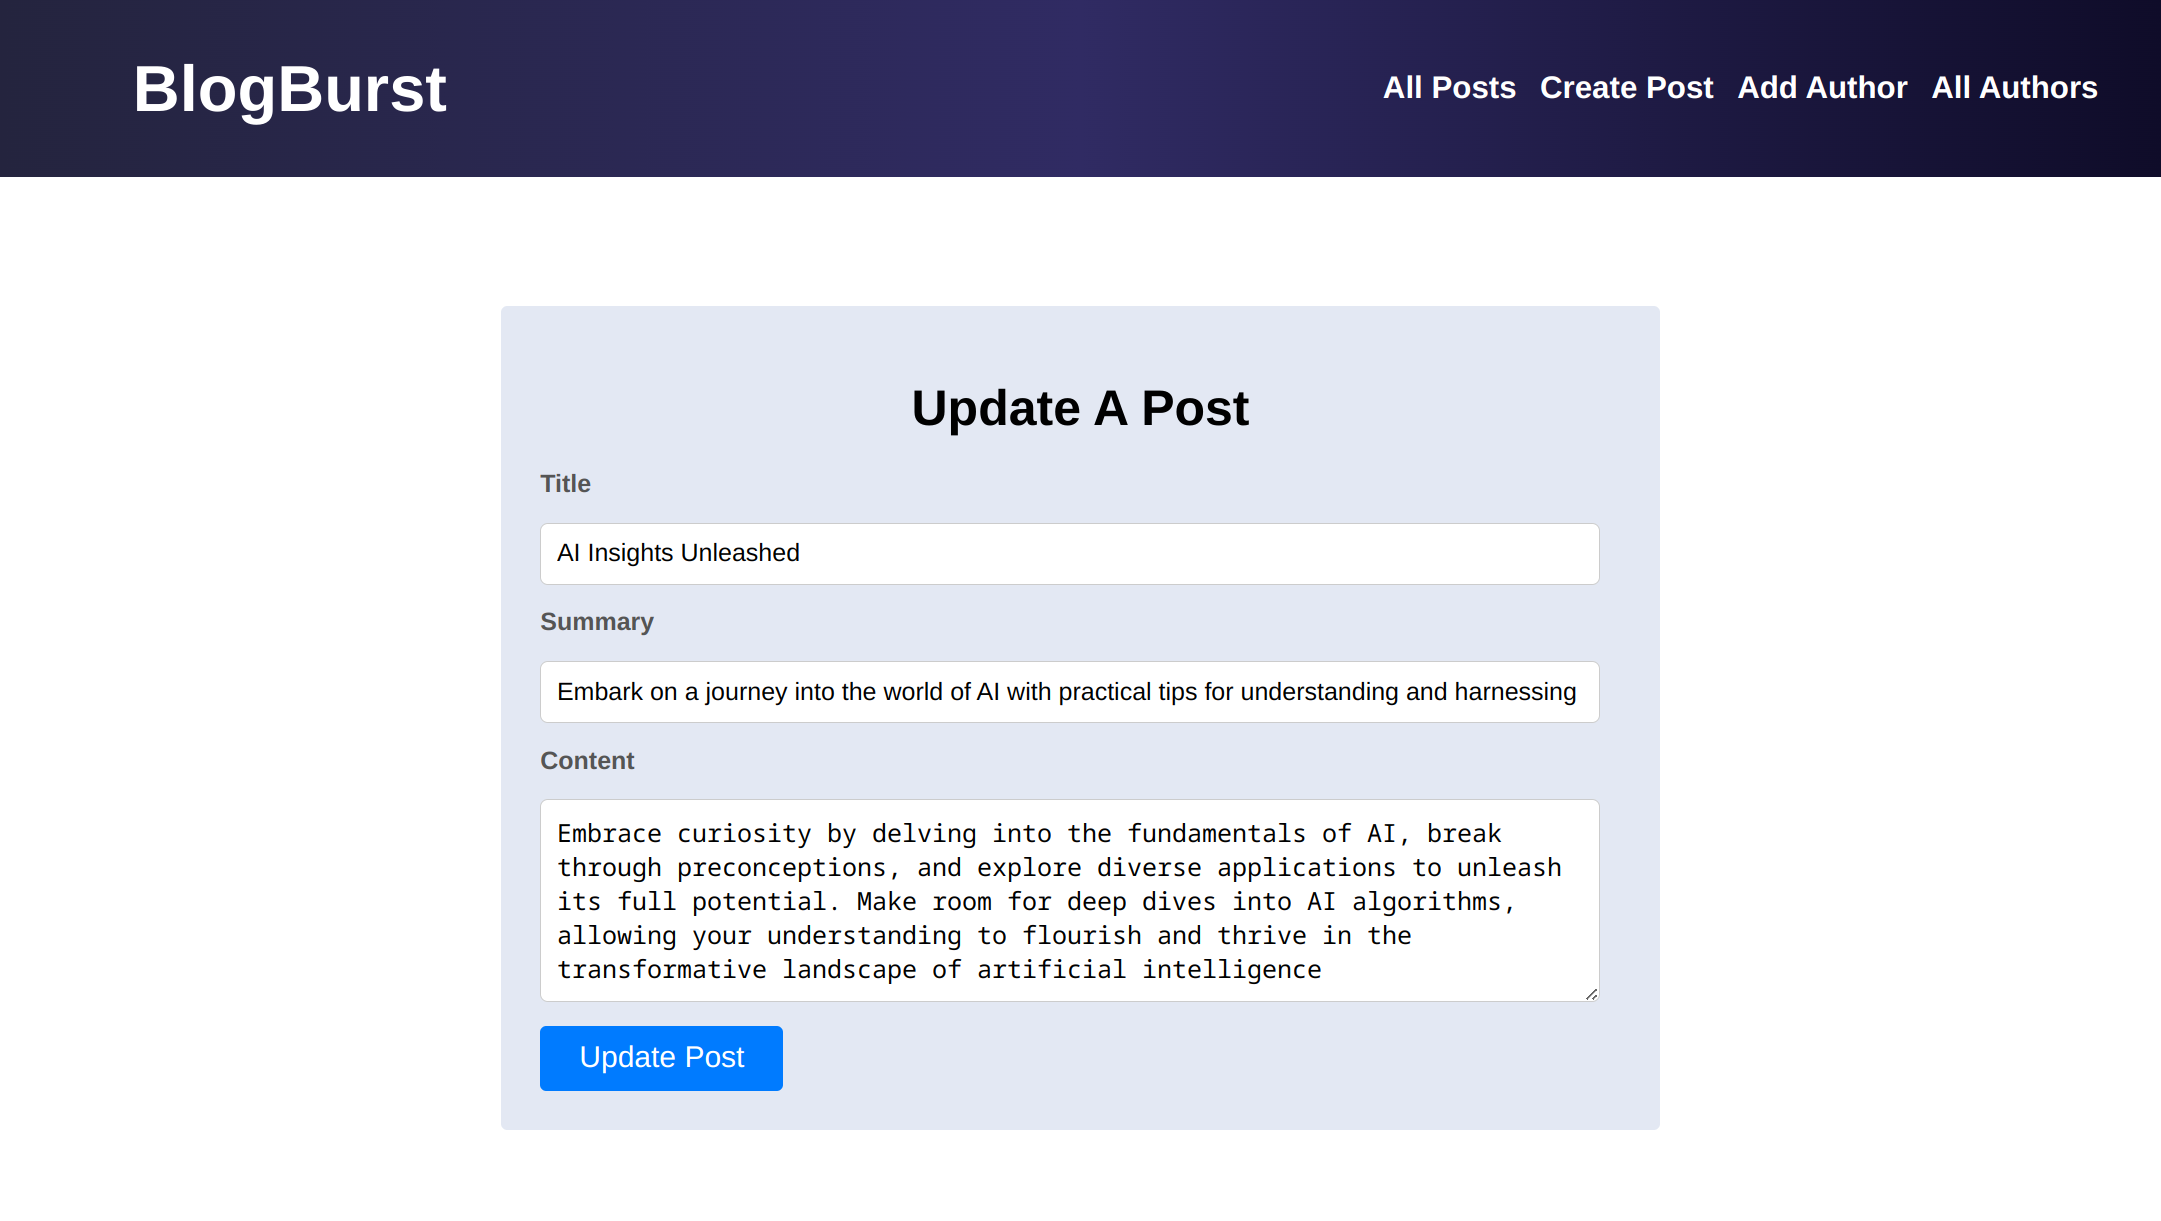 BlogBurst
All Posts Create Post Add Author All Authors
Update A Post
Title
AI Insights Unleashed
Summary
Embark on a journey into the world of AI with practical tips for understanding and harnessing
Content
Embrace curiosity by delving into the fundamentals of AI, break
through preconceptions, and explore diverse applications to unleash
its full potential. Make room for deep dives into AI algorithms,
allowing your understanding to flourish and thrive in the
transformative landscape of artificial intelligence
Update Post